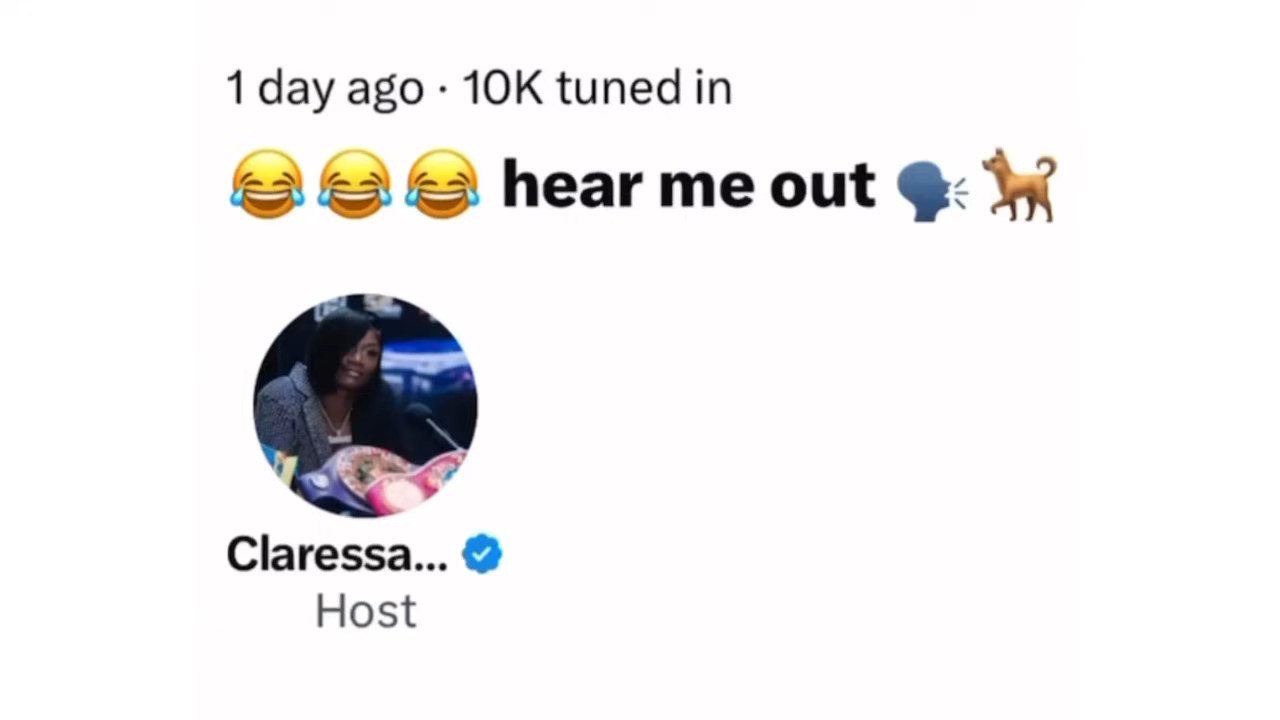 1 day ago · 10K tuned in
😂😂😂 hear me out 🗣️🐕
Claressa...
Host